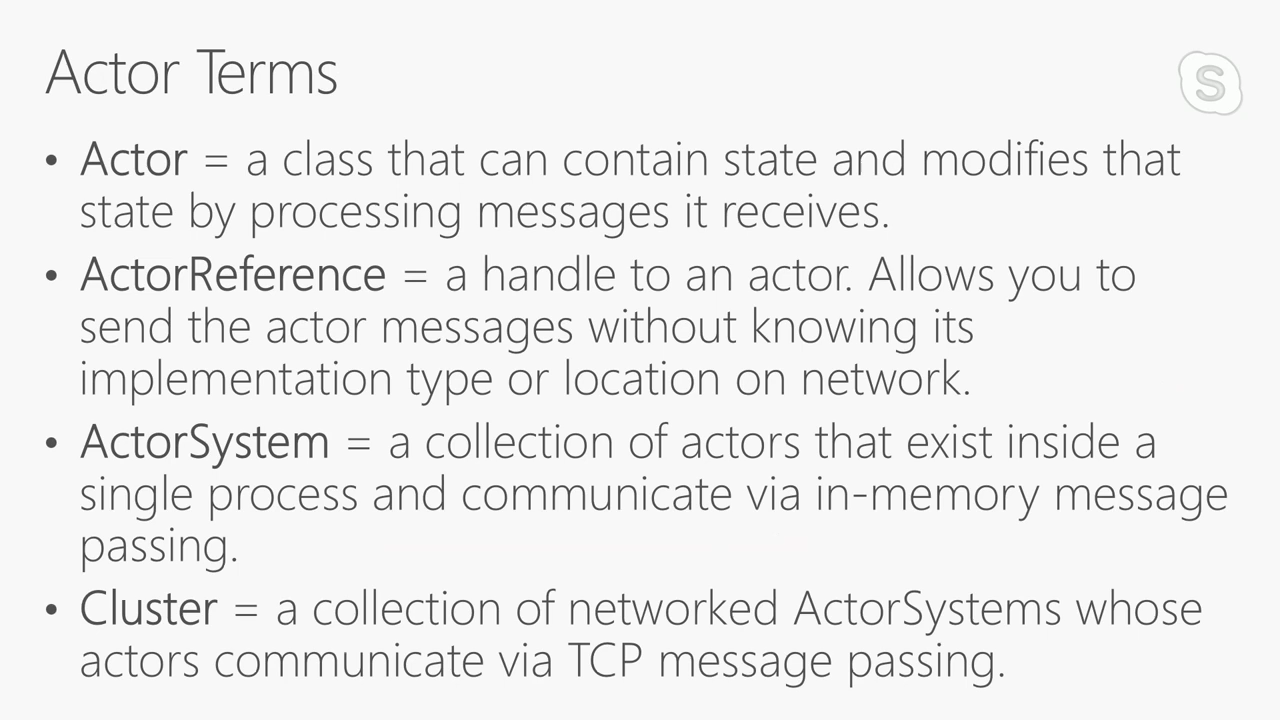 Actor Terms
S
• Actor = a class that can contain state and modifies that
state by processing messages it receives.
• ActorReference = a handle to an actor. Allows you to
send the actor messages without knowing its
implementation type or location on network.
• ActorSystem = a collection of actors that exist inside a
single process and communicate via in-memory message
passing.
• Cluster = a collection of networked ActorSystems whose
actors communicate via TCP message passing.